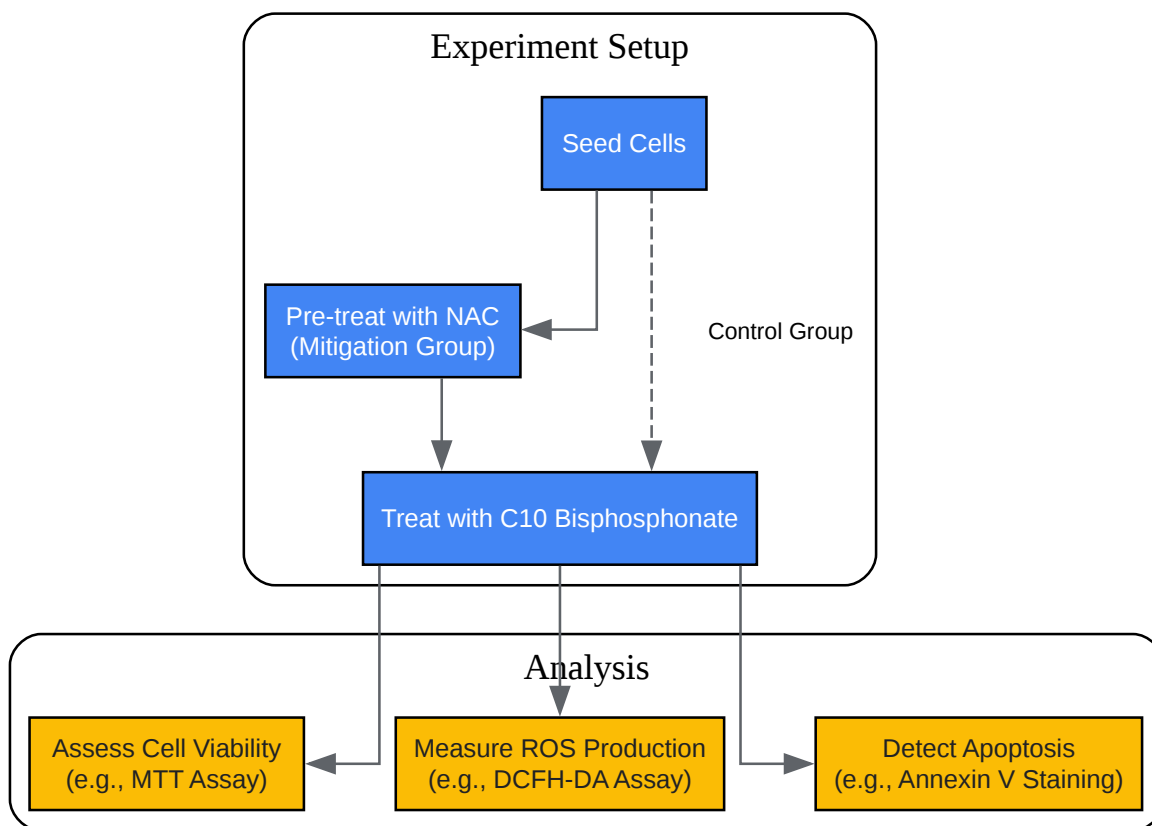 Experiment Setup
Seed Cells
Pre-treat with NAC
(Mitigation Group)
Control Group
Treat with C10 Bisphosphonate
Analysis
Assess Cell Viability
(e.g., MTT Assay)
Measure ROS Production
(e.g., DCFH-DA Assay)
Detect Apoptosis
(e.g., Annexin V Staining)